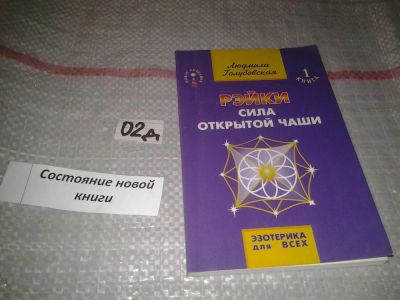 Людмила
Голубовская
1
КНИГА
РЭЙКИ
СИЛА
ОТКРЫТОЙ ЧАШИ
ЭЗОТЕРИКА
для ВСЕХ
02д
Состояние новой
книги